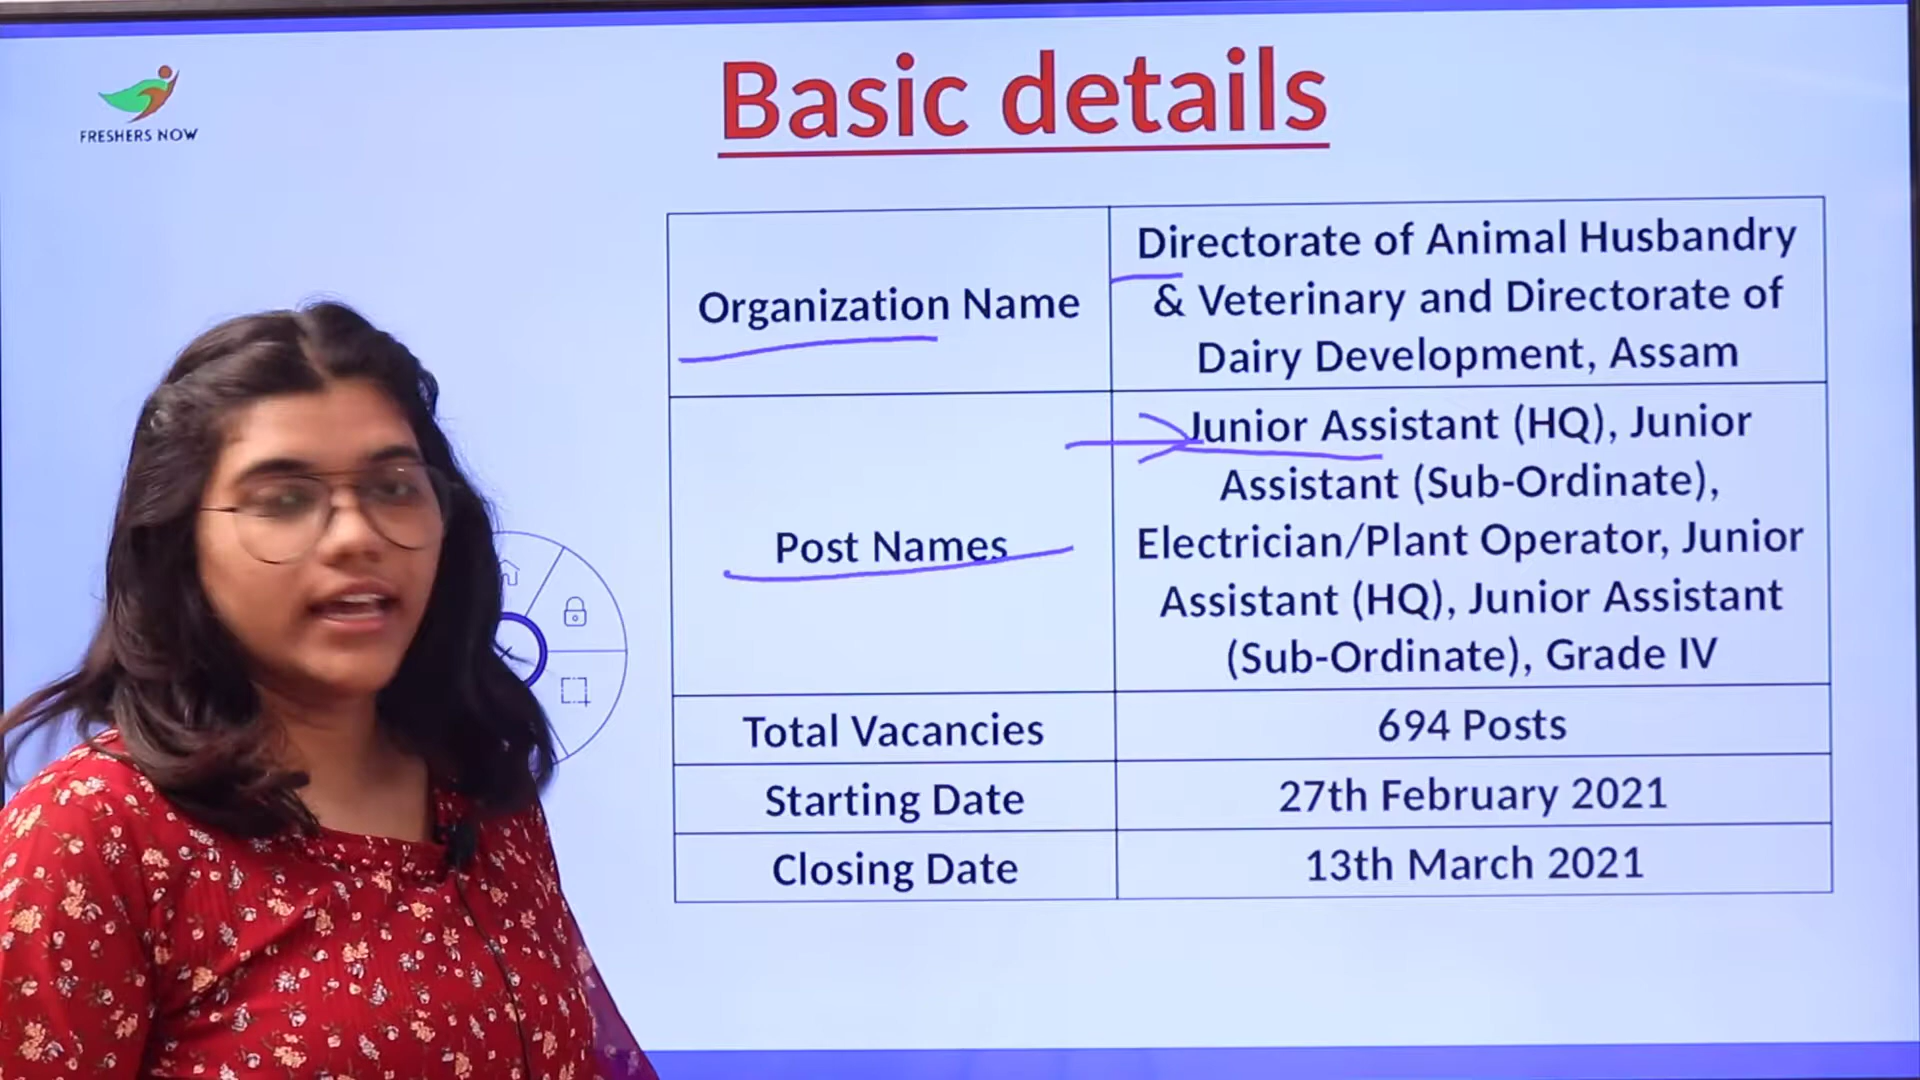 FRESHERS NOW
Basic details
Organization Name
Directorate of Animal Husbandry
& Veterinary and Directorate of
Dairy Development, Assam
Post Names
Junior Assistant (HQ), Junior
Assistant (Sub-Ordinate),
Electrician/Plant Operator, Junior
Assistant (HQ), Junior Assistant
(Sub-Ordinate), Grade IV
Total Vacancies
694 Posts
Starting Date
27th February 2021
Closing Date
13th March 2021